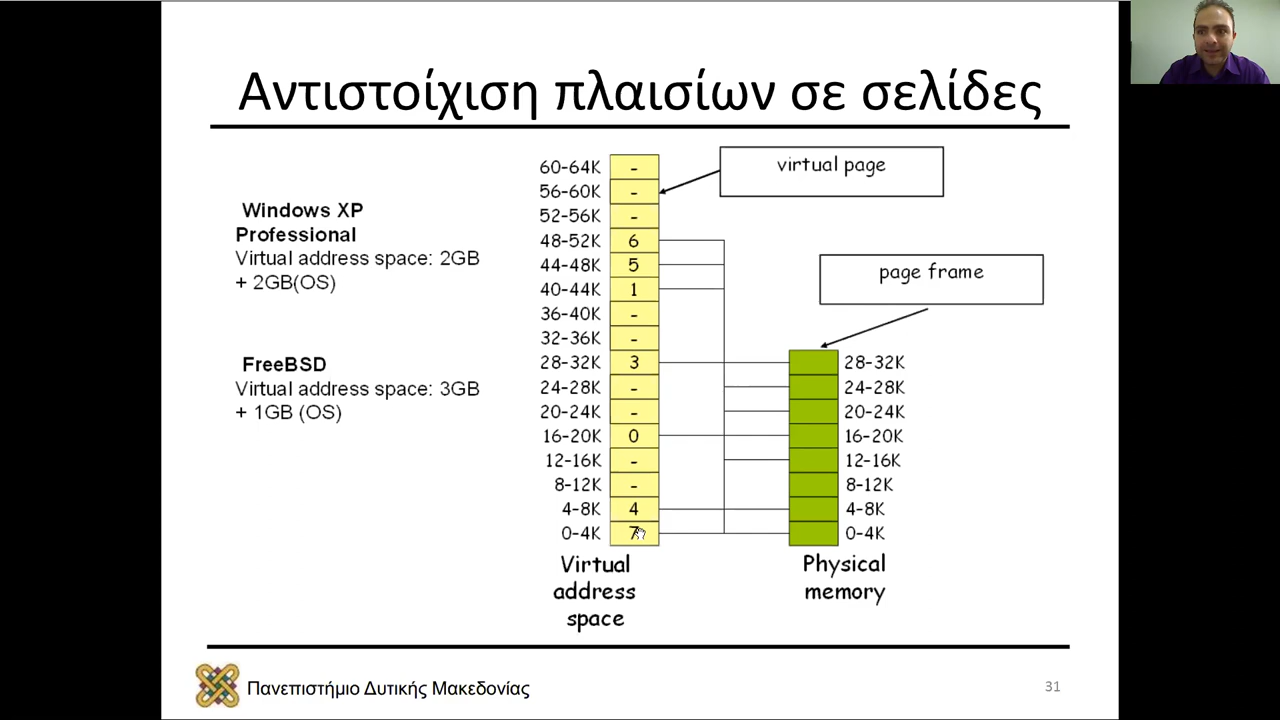 Αντιστοίχιση πλαισίων σε σελίδες
Windows XP
Professional
Virtual address space: 2GB
+ 2GB(OS)
FreeBSD
Virtual address space: 3GB
+ 1GB (OS)
60-64K -
56-60K -
52-56K -
48-52K 6
44-48K 5
40-44K 1
36-40K -
32-36K -
28-32K 3
24-28K -
20-24K -
16-20K 0
12-16K -
8-12K -
4-8K 4
0-4K 7
Virtual
address
space
virtual page
page frame
28-32K
24-28K
20-24K
16-20K
12-16K
8-12K
4-8K
0-4K
Physical
memory
Πανεπιστήμιο Δυτικής Μακεδονίας
31